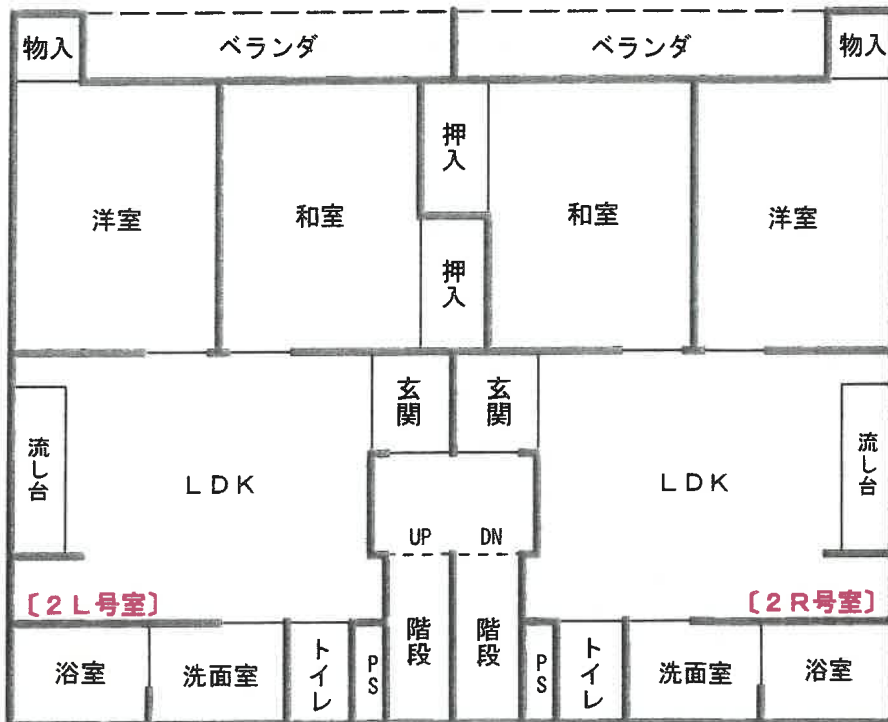 物入
ベランダ
ベランダ
物入
押入
洋室
和室
和室
洋室
押入
玄関
玄関
流し台
LDK
LDK
流し台
UP
DN
〔2L号室〕
〔2R号室〕
浴室
洗面室
トイレ
PS
階段
階段
PS
トイレ
洗面室
浴室